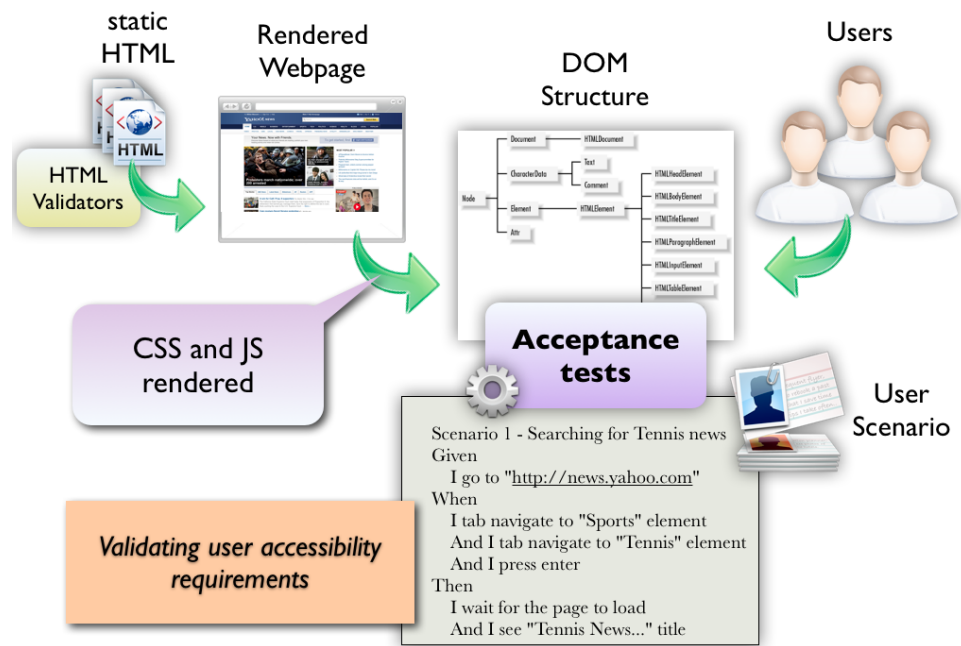 static
HTML
HTML
HTML
Validators
Rendered
Webpage
YAHOO! NEWS
CSS and JS
rendered
DOM
Structure
Document
HTMLDocument
CharacterData
Text
Comment
Node
Element
HTMLElement
Attr
HTMLHeadElement
HTMLBodyElement
HTMLTitleElement
HTMLParagraphElement
HTMLInputElement
HTMLTableElement
Users
Acceptance
tests
User
Scenario
Scenario 1 - Searching for Tennis news
Given
I go to "http://news.yahoo.com"
When
I tab navigate to "Sports" element
And I tab navigate to "Tennis" element
And I press enter
Then
I wait for the page to load
And I see "Tennis News..." title
Validating user accessibility
requirements